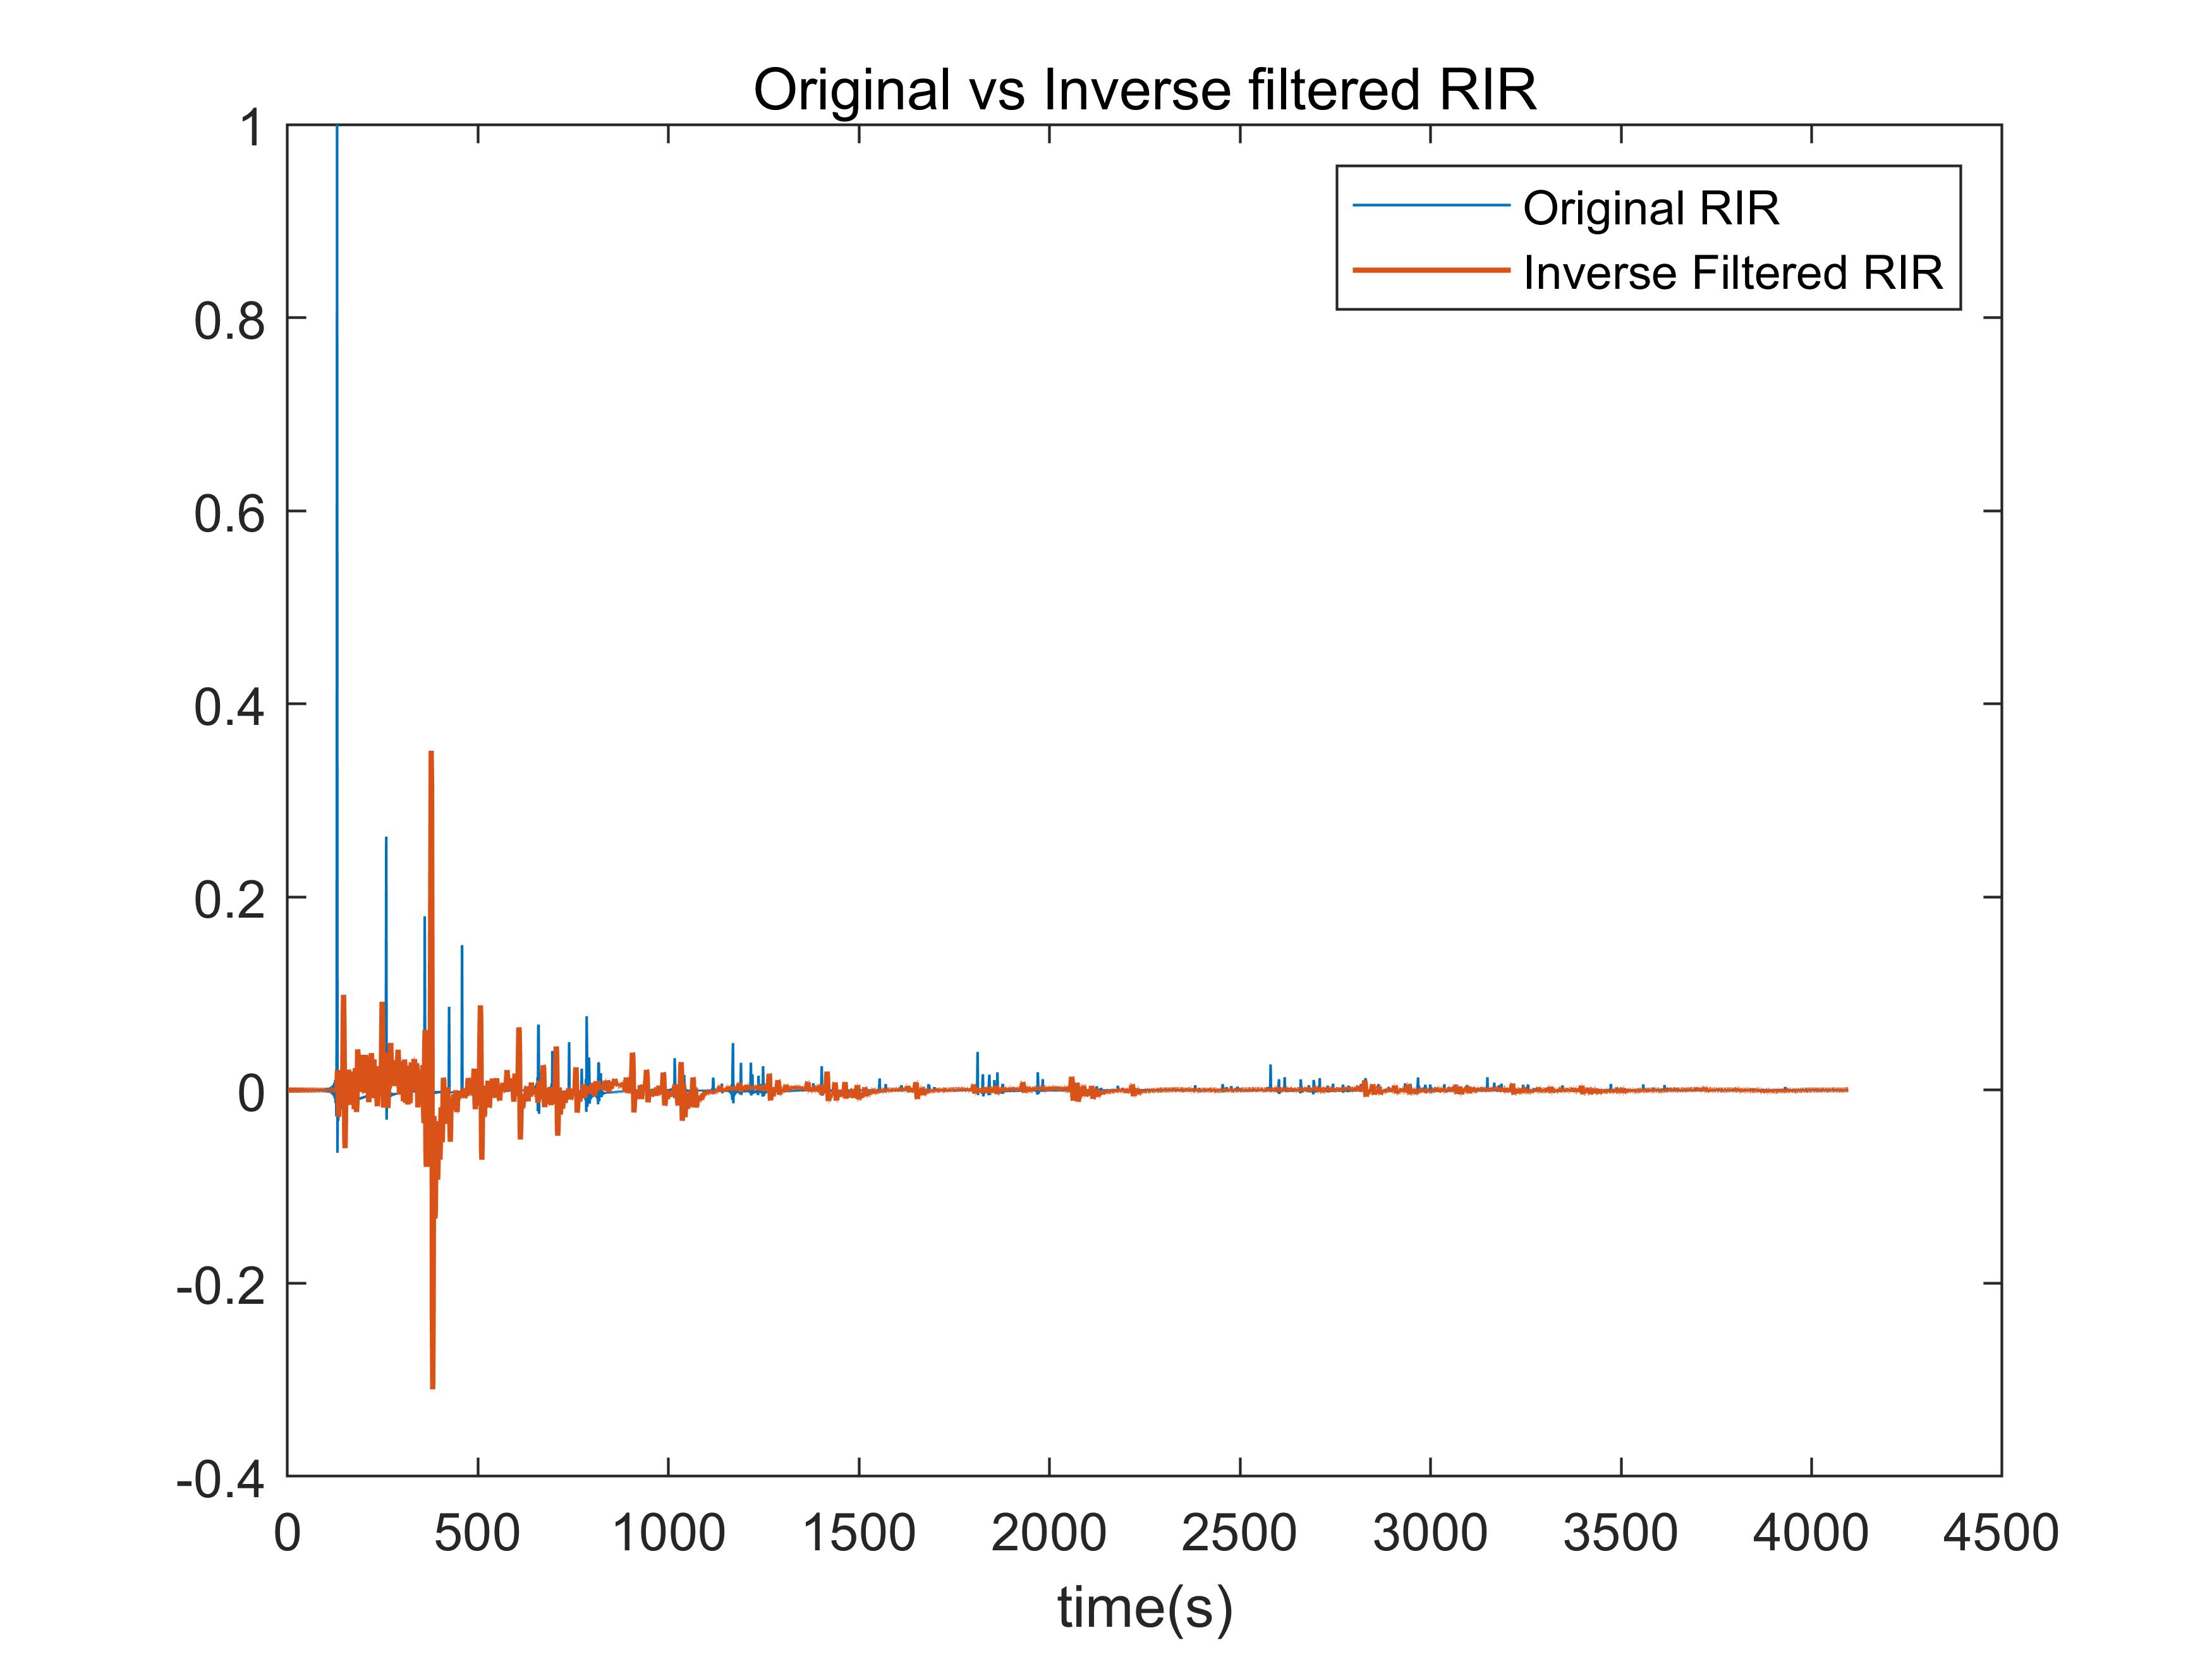 Original vs Inverse filtered RIR
1
0.8
0.6
0.4
0.2
0
-0.2
-0.4
Original RIR
Inverse Filtered RIR
0 500 1000 1500 2000 2500 3000 3500 4000 4500
time(s)